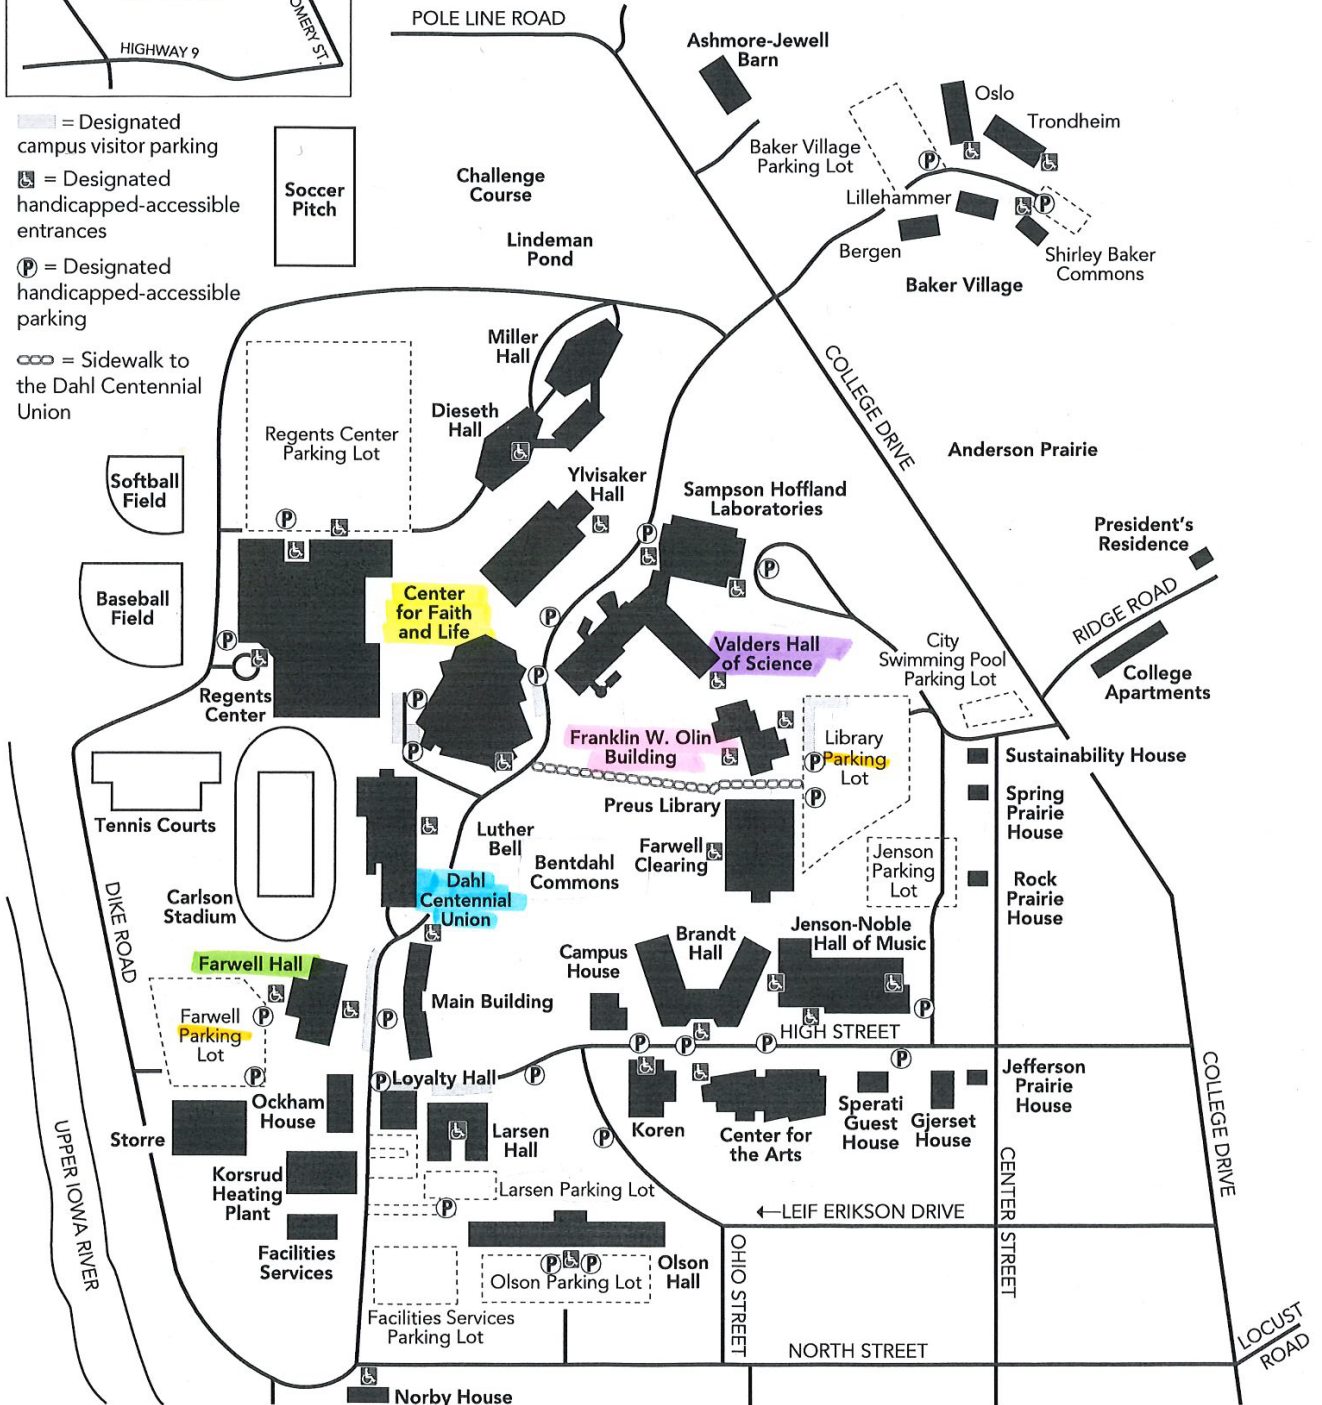 POLE LINE ROAD
OMERY ST.
HIGHWAY 9
= Designated
campus visitor parking
= Designated
handicapped-accessible
entrances
P = Designated
handicapped-accessible
parking
= Sidewalk to
the Dahl Centennial
Union
Soccer
Pitch
Challenge
Course
Lindeman
Pond
Ashmore-Jewell
Barn
Baker Village
Parking Lot
Oslo
Trondheim
P
Lillehammer
P
Bergen
Shirley Baker
Commons
Baker Village
Miller
Hall
Dieseth
Hall
Regents Center
Parking Lot
COLLEGE DRIVE
Anderson Prairie
Softball
Field
Ylvisaker
Hall
Sampson Hoffland
Laboratories
P
P
P
President's
Residence
RIDGE ROAD
College
Apartments
Baseball
Field
Center
for Faith
and Life
P
P
P
P
P
Valders Hall
of Science
City
Swimming Pool
Parking Lot
Regents
Center
Franklin W. Olin
Building
Library
Parking
Lot
P
P
Sustainability House
Spring
Prairie
House
Rock
Prairie
House
Tennis Courts
Preus Library
Luther
Bell
Bentdahl
Commons
Farwell
Clearing
Jenson
Parking
Lot
DIKE ROAD
Carlson
Stadium
Dahl
Centennial
Union
Farwell Hall
Campus
House
Brandt
Hall
Jenson-Noble
Hall of Music
Farwell
Parking
Lot
P
P
P
Main Building
P
HIGH STREET
P
P
P
P
P
P
Loyalty Hall
Jefferson
Prairie
House
COLLEGE DRIVE
Ockham
House
Storre
Larsen
Hall
P
Koren
Center for
the Arts
Sperati
Guest
House
Gjerset
House
UPPER IOWA RIVER
Korsrud
Heating
Plant
Larsen Parking Lot
P
←LEIF ERIKSON DRIVE
CENTER STREET
Facilities
Services
P
P
Olson Parking Lot
Olson
Hall
OHIO STREET
Facilities Services
Parking Lot
NORTH STREET
LOCUST
ROAD
Norby House